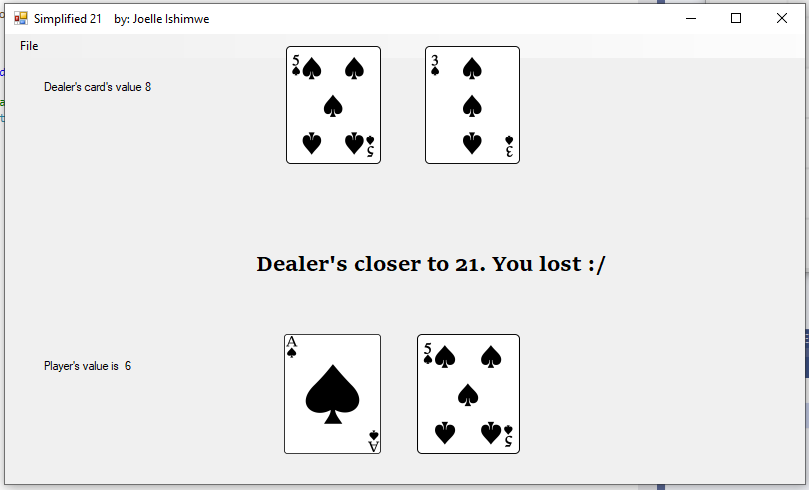 Simplified 21 by: Joelle Ishimwe
File
Dealer's card's value 8
5
5
3
3
Dealer's closer to 21. You lost :/
Player's value is 6
A
A
5
5